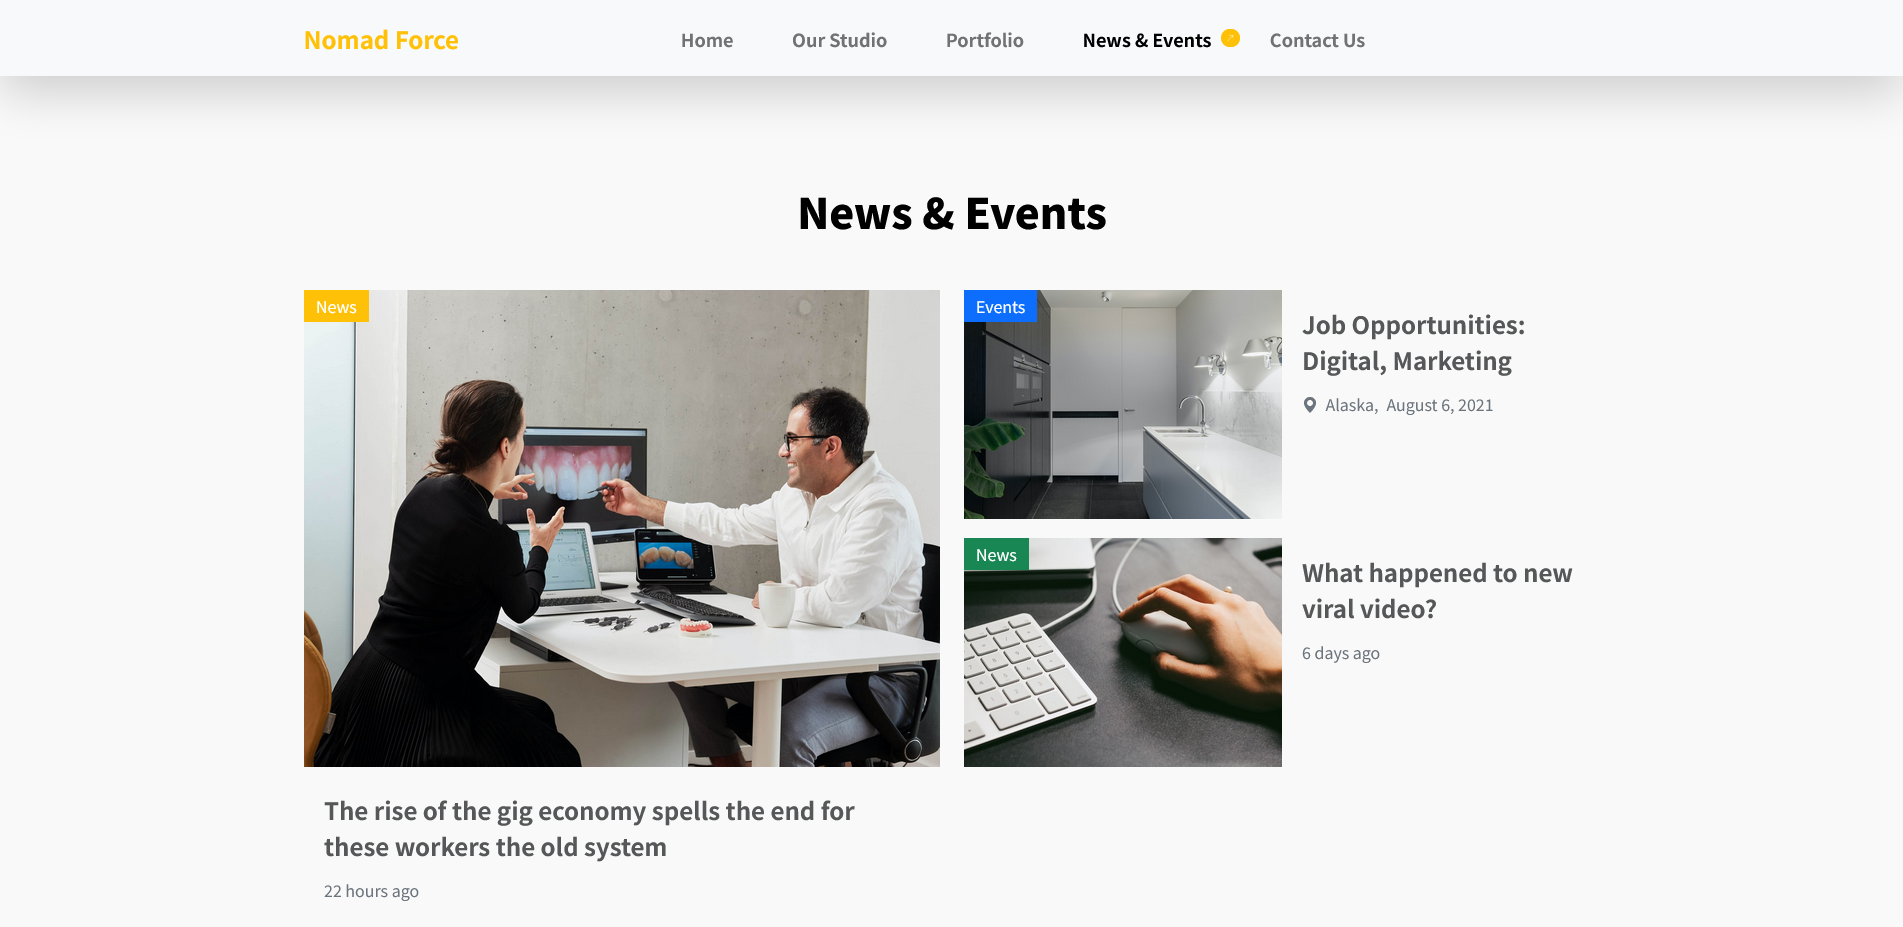 Nomad Force
Home
Our Studio
Portfolio
News & Events
Contact Us
News & Events
News
The rise of the gig economy spells the end for
these workers the old system
22 hours ago
Events
Job Opportunities:
Digital, Marketing
Alaska, August 6, 2021
News
What happened to new
viral video?
6 days ago